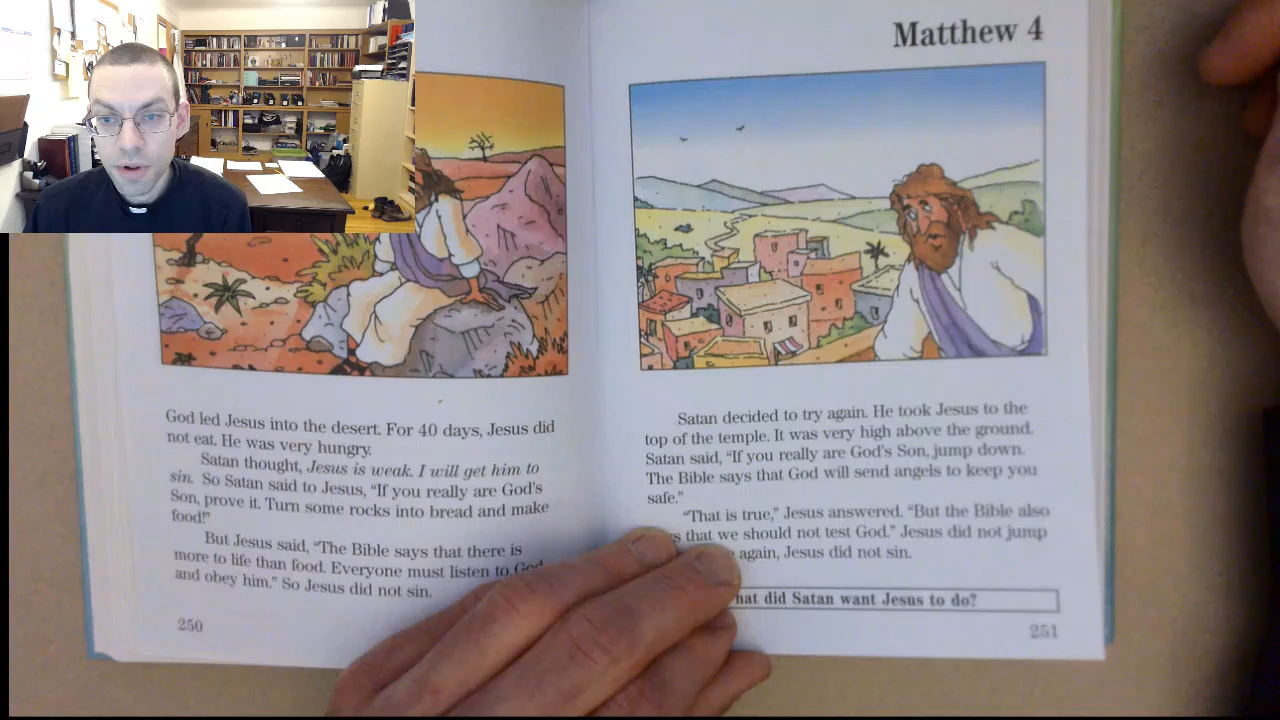 God led Jesus into the desert. For 40 days, Jesus did
not eat. He was very hungry.
Satan thought, Jesus is weak. I will get him to
sin. So Satan said to Jesus, "If you really are God's
Son, prove it. Turn some rocks into bread and make
food!"
But Jesus said, "The Bible says that there is
more to life than food. Everyone must listen to God
and obey him." So Jesus did not sin.
250
Matthew 4
Satan decided to try again. He took Jesus to the
top of the temple. It was very high above the ground.
Satan said, "If you really are God's Son, jump down.
The Bible says that God will send angels to keep you
safe."
"That is true," Jesus answered. "But the Bible also
that we should not test God." Jesus did not jump
again, Jesus did not sin.
did Satan want Jesus to do?
251